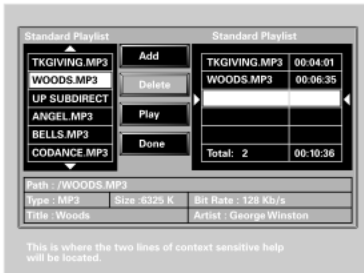 Standard Playlist
TKGIVING.MP3
WOODS.MP3
UP SUBDIRECT
ANGEL.MP3
BELLS.MP3
CODANCE.MP3
Add
Delete
Play
Done
Standard Playlist
TKGIVING.MP3 00:04:01
WOODS.MP3 00:06:35
Total: 2 00:10:36
Path : /WOODS.MP3
Type : MP3 Size :6325 K Bit Rate : 128 Kb/s
Title : Woods Artist : George Winston
This is where the two lines of context sensitive help
will be located.